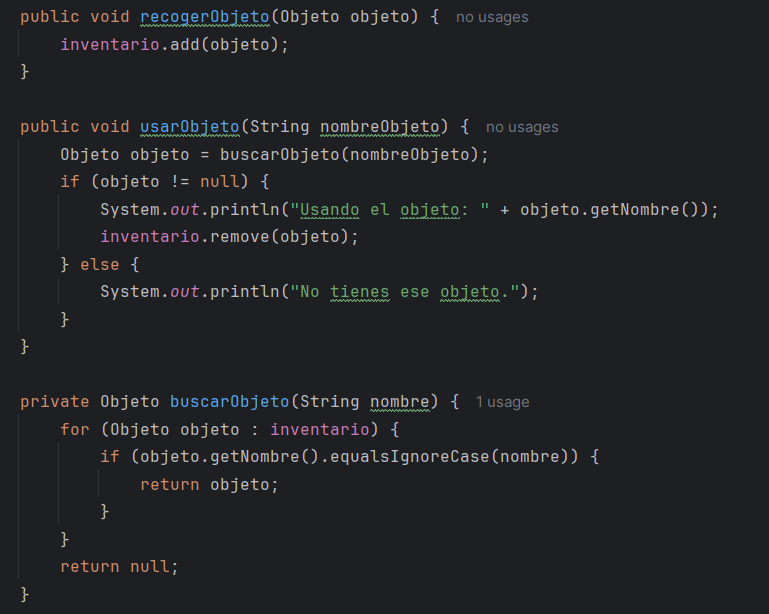 public void recogerObjeto(Objeto objeto) { no usages
    inventario.add(objeto);
}

public void usarObjeto(String nombreObjeto) { no usages
    Objeto objeto = buscarObjeto(nombreObjeto);
    if (objeto != null) {
        System.out.println("Usando el objeto: " + objeto.getNombre());
        inventario.remove(objeto);
    } else {
        System.out.println("No tienes ese objeto.");
    }
}

private Objeto buscarObjeto(String nombre) { 1 usage
    for (Objeto objeto : inventario) {
        if (objeto.getNombre().equalsIgnoreCase(nombre)) {
            return objeto;
        }
    }
    return null;
}